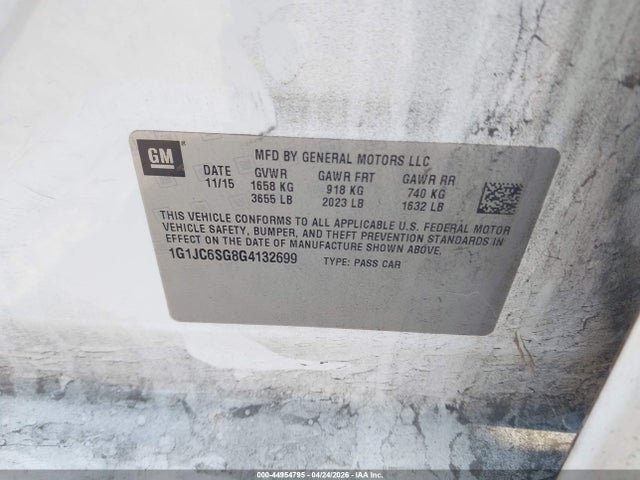 GM®
MFD BY GENERAL MOTORS LLC
DATE GVWR GAWR FRT GAWR RR
11/15 1658 KG 918 KG 740 KG
3655 LB 2023 LB 1632 LB
THIS VEHICLE CONFORMS TO ALL APPLICABLE U.S. FEDERAL MOTOR
VEHICLE SAFETY, BUMPER, AND THEFT PREVENTION STANDARDS IN
EFFECT ON THE DATE OF MANUFACTURE SHOWN ABOVE.
1G1JC6SG8G4132699 TYPE: PASS CAR
000-44954795 - 04/24/2026 - IAA, Inc.